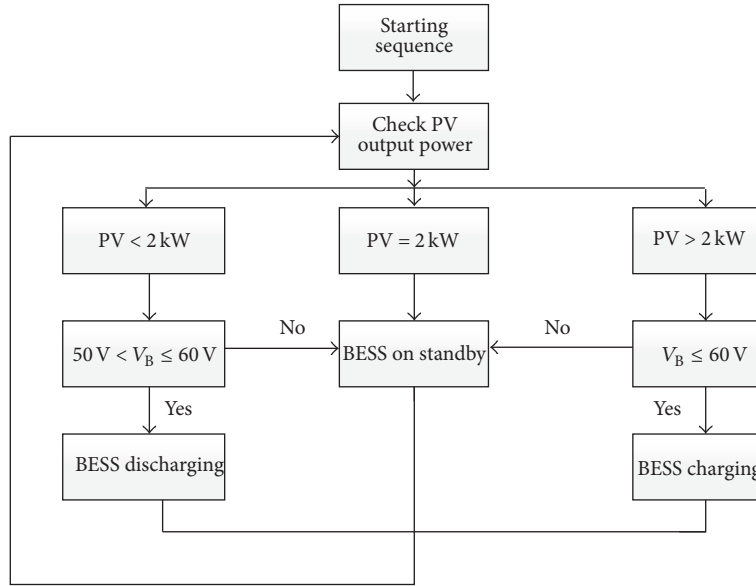 Starting
sequence
Check PV
output power
PV < 2 kW
PV = 2 kW
PV > 2 kW
50 V < V_B ≤ 60 V
No
BESS on standby
No
V_B ≤ 60 V
Yes
Yes
BESS discharging
BESS charging